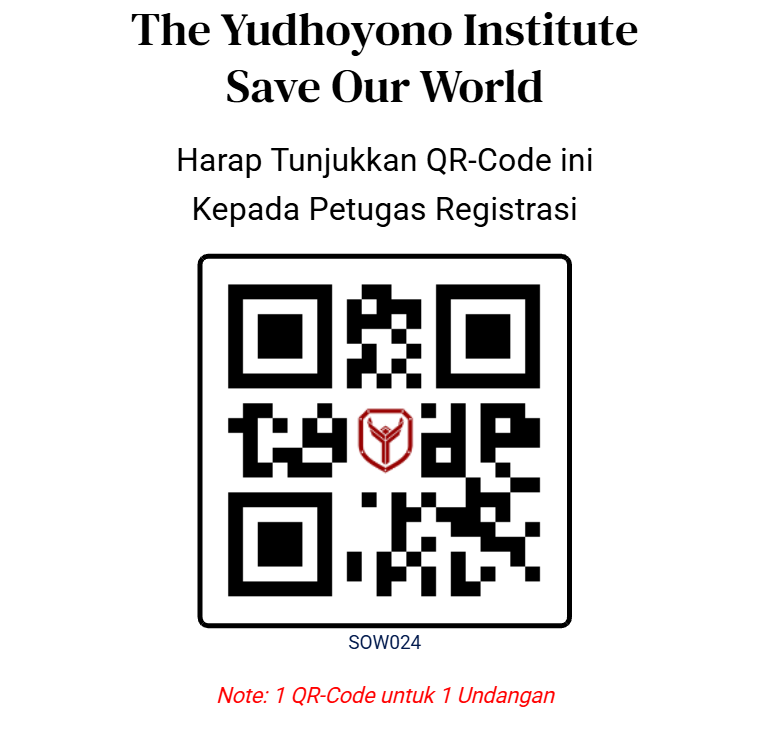 The Yudhoyono Institute
Save Our World
Harap Tunjukkan QR-Code ini
Kepada Petugas Registrasi
SOW024
Note: 1 QR-Code untuk 1 Undangan